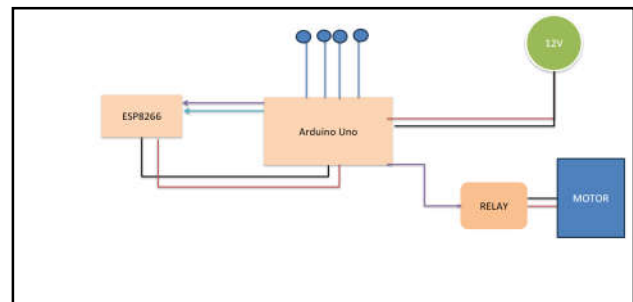 12V
ESP8266
Arduino Uno
RELAY
MOTOR